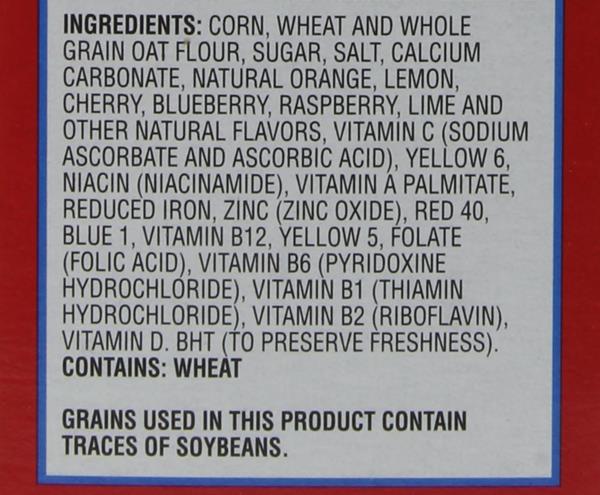 INGREDIENTS: CORN, WHEAT AND WHOLE
GRAIN OAT FLOUR, SUGAR, SALT, CALCIUM
CARBONATE, NATURAL ORANGE, LEMON,
CHERRY, BLUEBERRY, RASPBERRY, LIME AND
OTHER NATURAL FLAVORS, VITAMIN C (SODIUM
ASCORBATE AND ASCORBIC ACID), YELLOW 6,
NIACIN (NIACINAMIDE), VITAMIN A PALMITATE,
REDUCED IRON, ZINC (ZINC OXIDE), RED 40,
BLUE 1, VITAMIN B12, YELLOW 5, FOLATE
(FOLIC ACID), VITAMIN B6 (PYRIDOXINE
HYDROCHLORIDE), VITAMIN B1 (THIAMIN
HYDROCHLORIDE), VITAMIN B2 (RIBOFLAVIN),
VITAMIN D. BHT (TO PRESERVE FRESHNESS).
CONTAINS: WHEAT
GRAINS USED IN THIS PRODUCT CONTAIN
TRACES OF SOYBEANS.